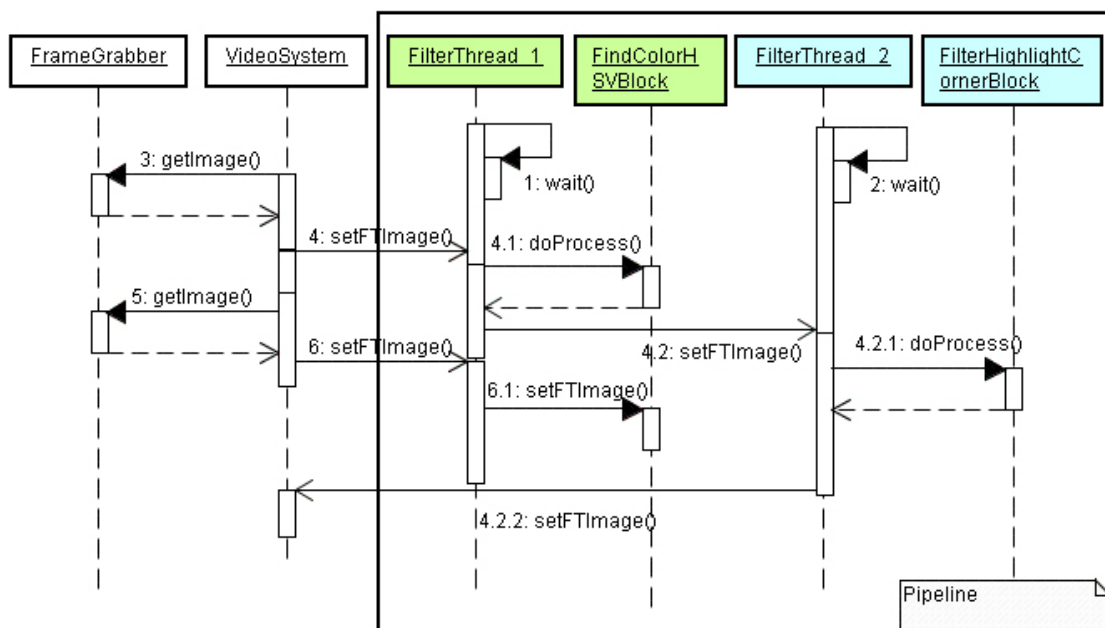 FrameGrabber
VideoSystem
FilterThread_1
FindColorH
SVBlock
FilterThread_2
FilterHighlightC
ornerBlock
3: getImage()
1: wait()
2: wait()
4: setFTImage()
4.1: doProcess()
5: getImage()
6: setFTImage()
4.2: setFTImage()
4.2.1: doProcess()
6.1: setFTImage()
4.2.2: setFTImage()
Pipeline